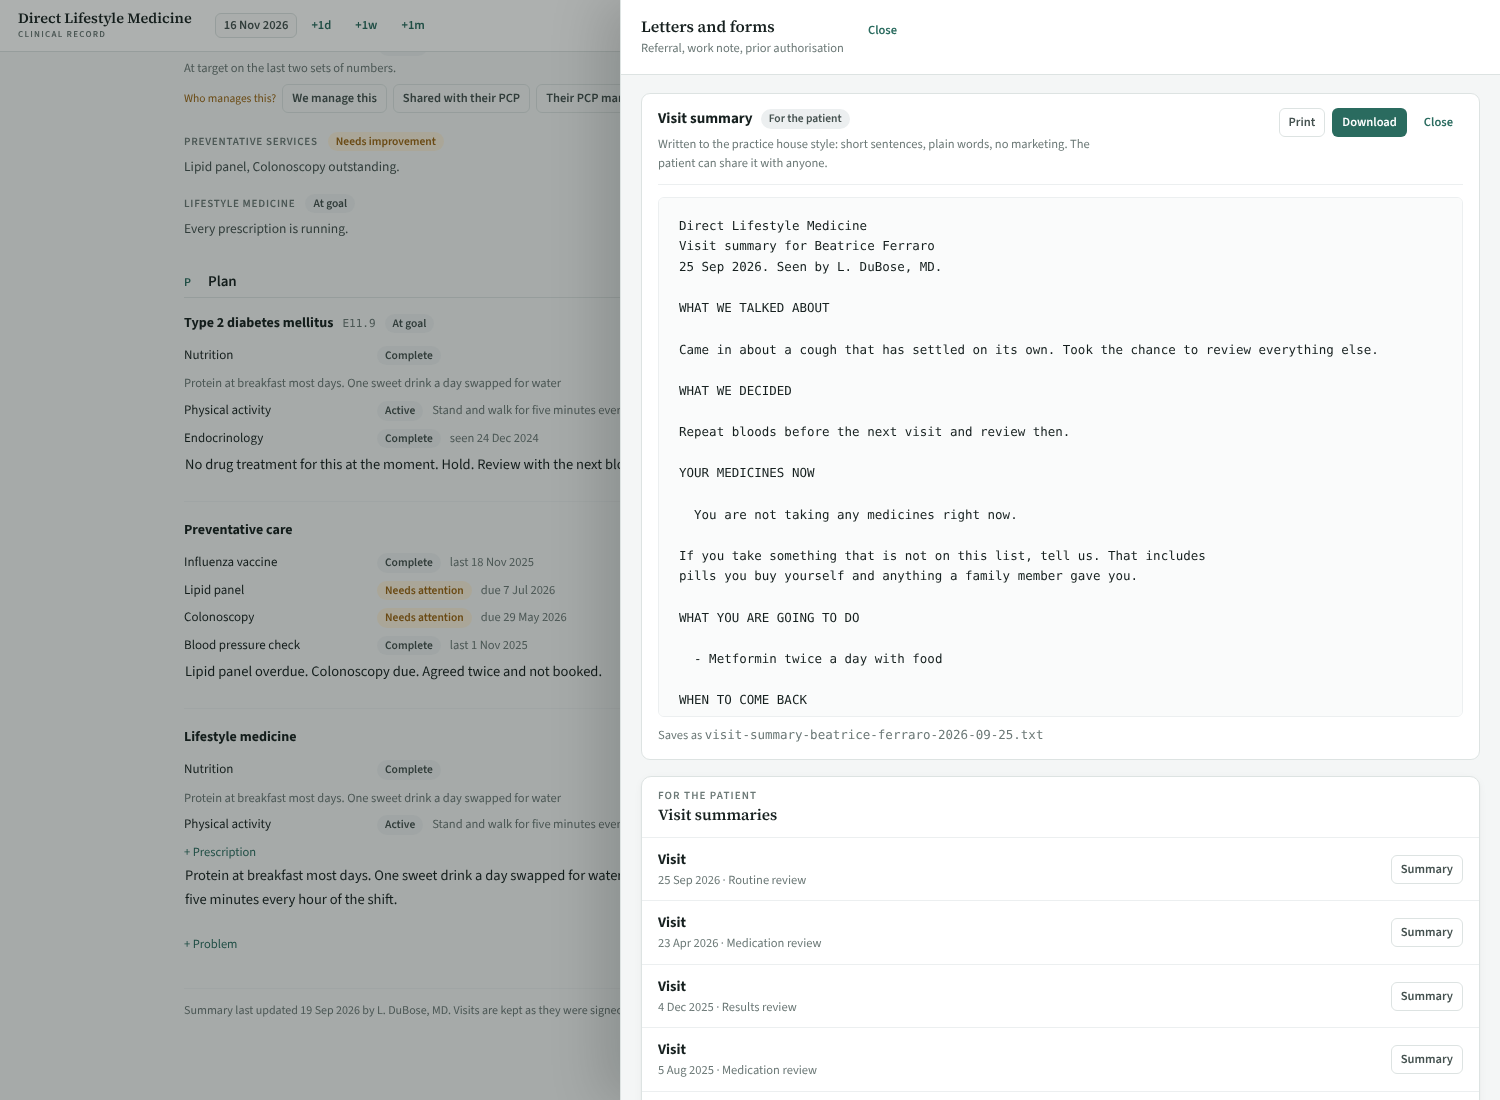 Direct Lifestyle Medicine
CLINICAL RECORD
16 Nov 2026 +1d +1w +1m
At target on the last two sets of numbers.
Who manages this? We manage this Shared with their PCP Their PCP
PREVENTATIVE SERVICES Needs improvement
Lipid panel, Colonoscopy outstanding.
LIFESTYLE MEDICINE At goal
Every prescription is running.
P Plan
Type 2 diabetes mellitus E11.9 At goal
Nutrition Complete
Protein at breakfast most days. One sweet drink a day swapped for water
Physical activity Active Stand and walk for five minutes
Endocrinology Complete seen 24 Dec 2024
No drug treatment for this at the moment. Hold. Review with the next
Preventative care
Influenza vaccine Complete last 18 Nov 2025
Lipid panel Needs attention due 7 Jul 2026
Colonoscopy Needs attention due 29 May 2026
Blood pressure check Complete last 1 Nov 2025
Lipid panel overdue. Colonoscopy due. Agreed twice and not booked.
Lifestyle medicine
Nutrition Complete
Protein at breakfast most days. One sweet drink a day swapped for water
Physical activity Active Stand and walk for five minutes
+ Prescription
Protein at breakfast most days. One sweet drink a day swapped for water
five minutes every hour of the shift.
+ Problem
Summary last updated 19 Sep 2026 by L. DuBose, MD. Visits are kept as they were signed
Letters and forms
Referral, work note, prior authorisation
Close
Visit summary For the patient
Print Download Close
Written to the practice house style: short sentences, plain words, no marketing. The
patient can share it with anyone.
Direct Lifestyle Medicine
Visit summary for Beatrice Ferraro
25 Sep 2026. Seen by L. DuBose, MD.
WHAT WE TALKED ABOUT
Came in about a cough that has settled on its own. Took the chance to review everything else.
WHAT WE DECIDED
Repeat bloods before the next visit and review then.
YOUR MEDICINES NOW
You are not taking any medicines right now.
If you take something that is not on this list, tell us. That includes
pills you buy yourself and anything a family member gave you.
WHAT YOU ARE GOING TO DO
- Metformin twice a day with food
WHEN TO COME BACK
Saves as visit-summary-beatrice-ferraro-2026-09-25.txt
FOR THE PATIENT
Visit summaries
Visit
25 Sep 2026 · Routine review
Summary
Visit
23 Apr 2026 · Medication review
Summary
Visit
4 Dec 2025 · Results review
Summary
Visit
5 Aug 2025 · Medication review
Summary